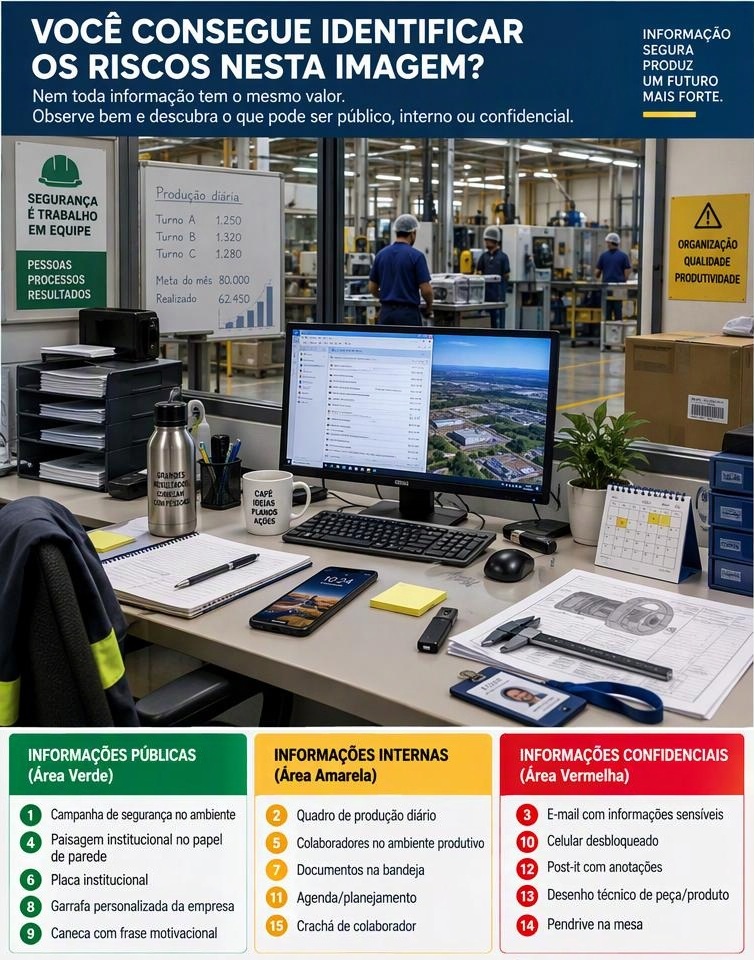 VOCÊ CONSEGUE IDENTIFICAR
OS RISCOS NESTA IMAGEM?
Nem toda informação tem o mesmo valor.
Observe bem e descubra o que pode ser público, interno ou confidencial.
INFORMAÇÃO
SEGURA
PRODUZ
UM FUTURO
MAIS FORTE.
SEGURANÇA
É TRABALHO
EM EQUIPE
PESSOAS
PROCESSOS
RESULTADOS
Produção diária
Turno A 1.250
Turno B 1.320
Turno C 1.280
Meta do mês 80.000
Realizado 62.450
ORGANIZAÇÃO
QUALIDADE
PRODUTIVIDADE
GRANDES
RESULTADOS
COMEÇAM
COM PESSOAS
CAFÉ
IDEIAS
PLANOS
AÇÕES
10:24
INFORMAÇÕES PÚBLICAS
(Área Verde)
1 Campanha de segurança no ambiente
4 Paisagem institucional no papel
de parede
6 Placa institucional
8 Garrafa personalizada da empresa
9 Caneca com frase motivacional
INFORMAÇÕES INTERNAS
(Área Amarela)
2 Quadro de produção diário
5 Colaboradores no ambiente produtivo
7 Documentos na bandeja
11 Agenda/planejamento
15 Crachá de colaborador
INFORMAÇÕES CONFIDENCIAIS
(Área Vermelha)
3 E-mail com informações sensíveis
10 Celular desbloqueado
12 Post-it com anotações
13 Desenho técnico de peça/produto
14 Pendrive na mesa